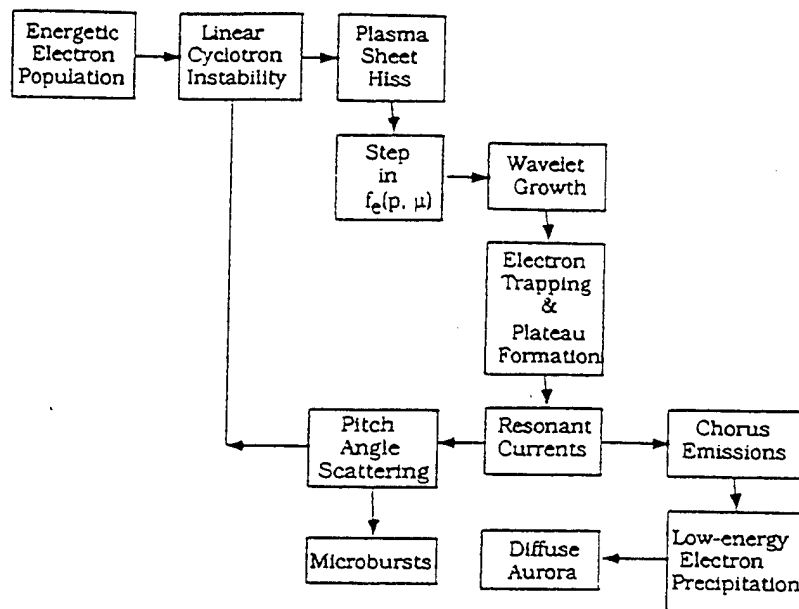 Energetic
Electron
Population
Linear
Cyclotron
Instability
Plasma
Sheet
Hiss
Step
in
fe(p, μ)
Wavelet
Growth
Electron
Trapping
&
Plateau
Formation
Pitch
Angle
Scattering
Resonant
Currents
Chorus
Emissions
Microbursts
Diffuse
Aurora
Low-energy
Electron
Precipitation